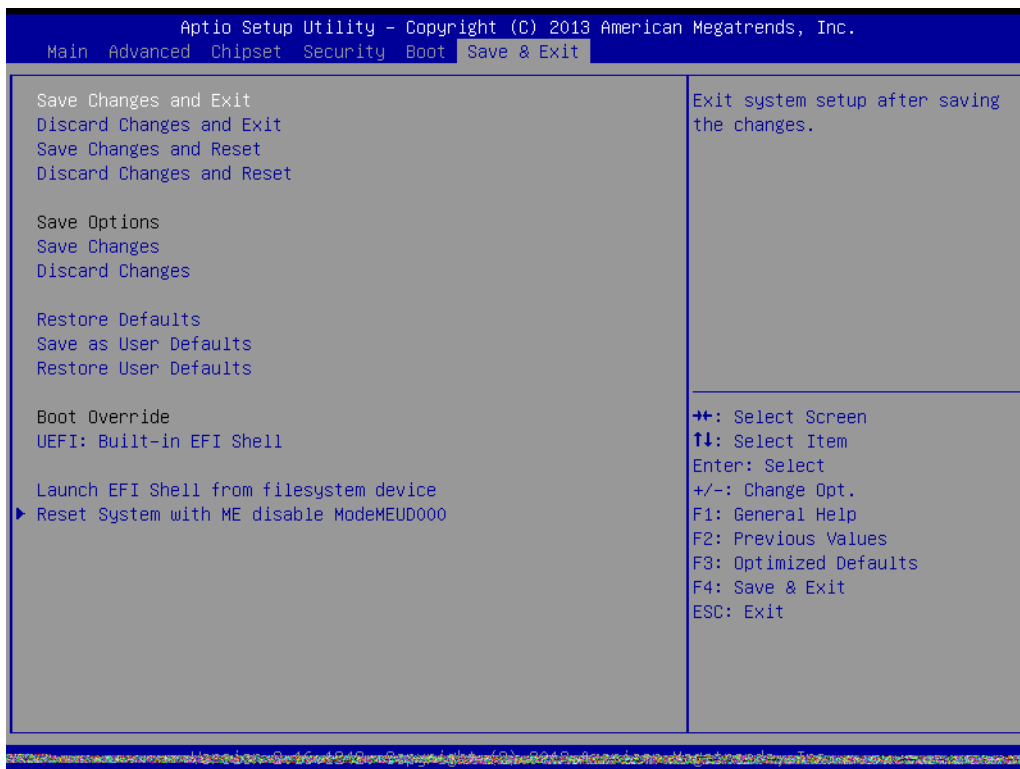 Aptio Setup Utility – Copyright (C) 2013 American Megatrends, Inc.
Main Advanced Chipset Security Boot Save & Exit
Save Changes and Exit
Discard Changes and Exit
Save Changes and Reset
Discard Changes and Reset
Save Options
Save Changes
Discard Changes
Restore Defaults
Save as User Defaults
Restore User Defaults
Boot Override
UEFI: Built-in EFI Shell
Launch EFI Shell from filesystem device
Reset System with ME disable ModeMEUD000
Exit system setup after saving
the changes.
→←: Select Screen
↑↓: Select Item
Enter: Select
+/-: Change Opt.
F1: General Help
F2: Previous Values
F3: Optimized Defaults
F4: Save & Exit
ESC: Exit
American Megatrends, Inc.